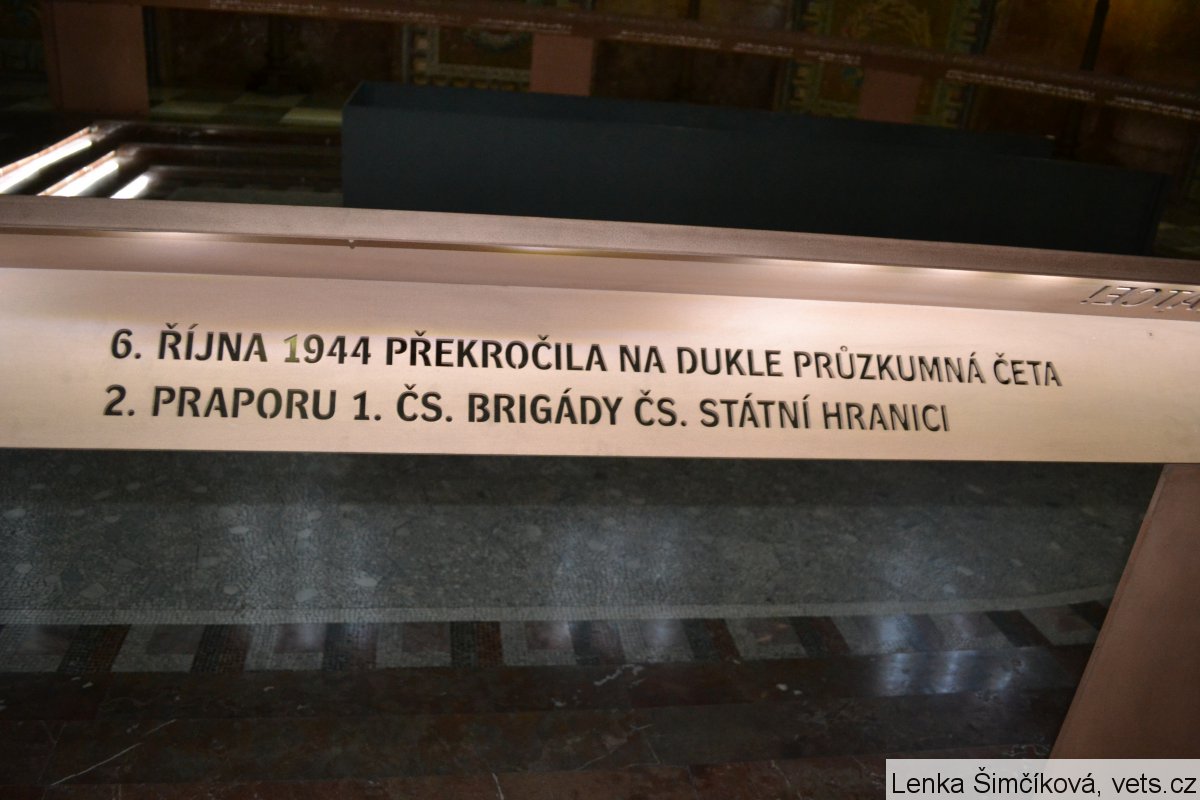 6. ŘÍJNA 1944 PŘEKROČILA NA DUKLE PRŮZKUMNÁ ČETA
2. PRAPORU 1. ČS. BRIGÁDY ČS. STÁTNÍ HRANICI
Lenka Šimčíková, vets.cz